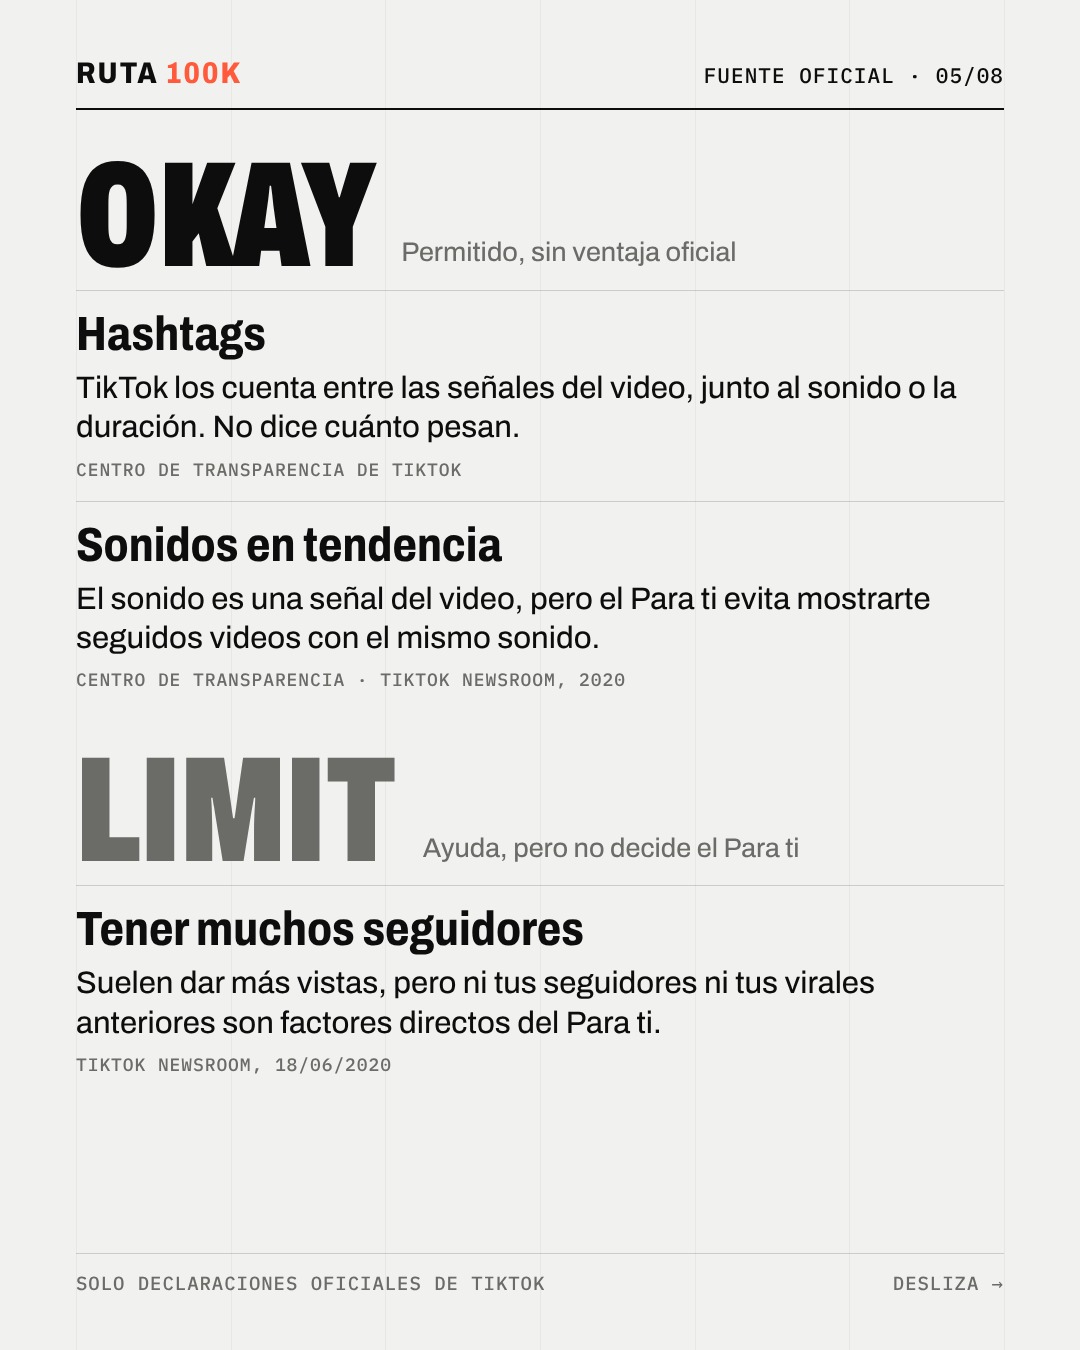 RUTA 100K
FUENTE OFICIAL · 05/08
OKAY
Permitido, sin ventaja oficial
Hashtags
TikTok los cuenta entre las señales del video, junto al sonido o la
duración. No dice cuánto pesan.
CENTRO DE TRANSPARENCIA DE TIKTOK
Sonidos en tendencia
El sonido es una señal del video, pero el Para ti evita mostrarte
seguidos videos con el mismo sonido.
CENTRO DE TRANSPARENCIA · TIKTOK NEWSROOM, 2020
LIMIT
Ayuda, pero no decide el Para ti
Tener muchos seguidores
Suelen dar más vistas, pero ni tus seguidores ni tus virales
anteriores son factores directos del Para ti.
TIKTOK NEWSROOM, 18/06/2020
SOLO DECLARACIONES OFICIALES DE TIKTOK
DESLIZA →